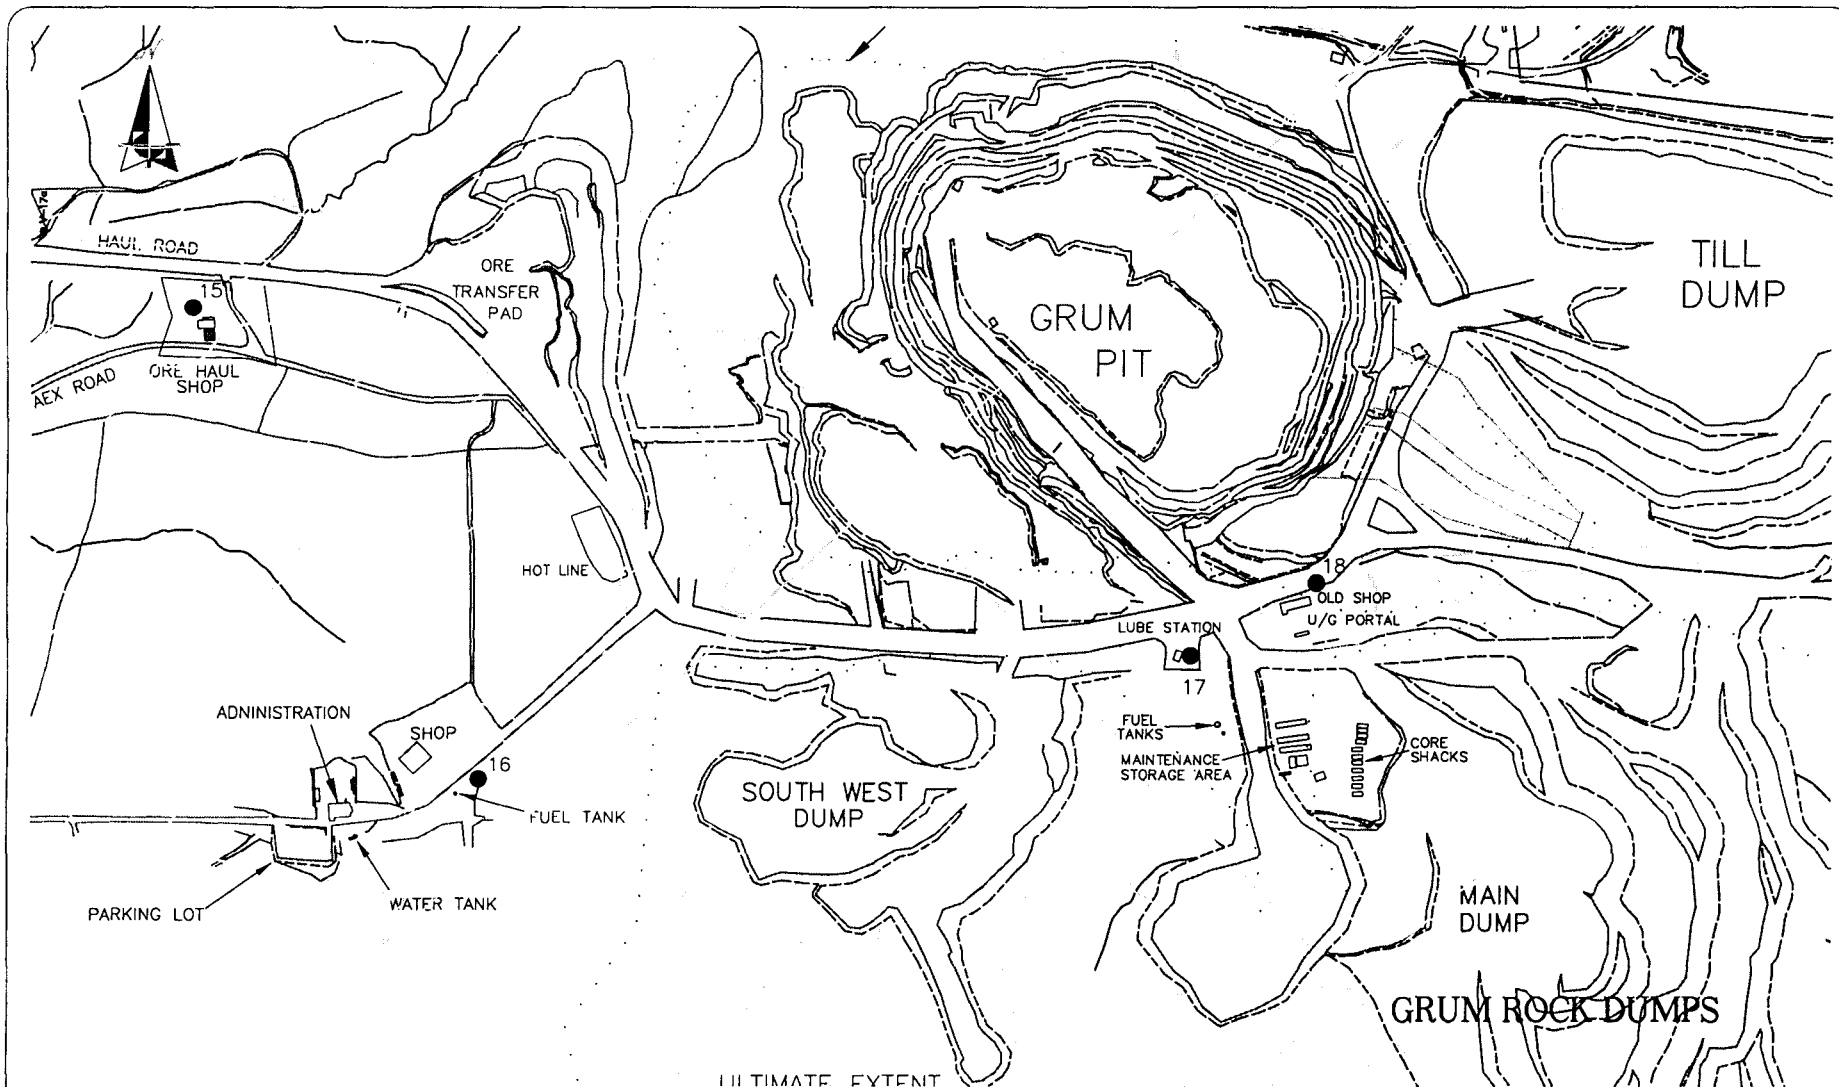 HAUL ROAD
15
ORE HAUL
SHOP
AEX ROAD
ORE
TRANSFER
PAD
GRUM
PIT
TILL
DUMP
HOT LINE
18
OLD SHOP
U/G PORTAL
LUBE STATION
17
ADNINISTRATION
SHOP
16
FUEL TANK
WATER TANK
PARKING LOT
SOUTH WEST
DUMP
FUEL
TANKS
MAINTENANCE
STORAGE AREA
CORE
SHACKS
MAIN
DUMP
GRUM ROCK DUMPS
ULTIMATE EXTENT